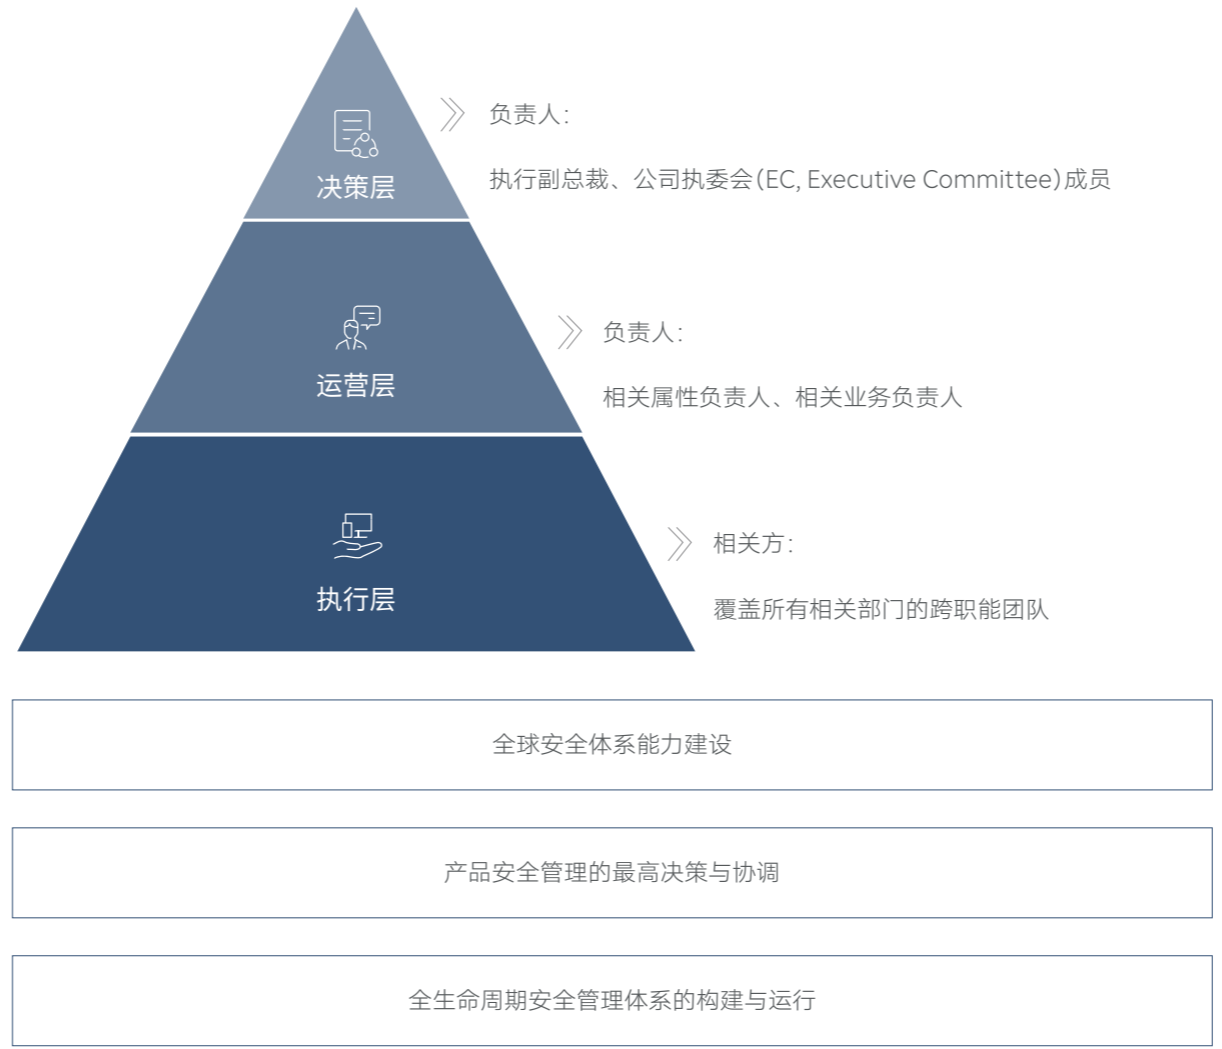 决策层
负责人：
执行副总裁、公司执委会(EC, Executive Committee)成员
运营层
负责人：
相关属性负责人、相关业务负责人
执行层
相关方：
覆盖所有相关部门的跨职能团队
全球安全体系能力建设
产品安全管理的最高决策与协调
全生命周期安全管理体系的构建与运行